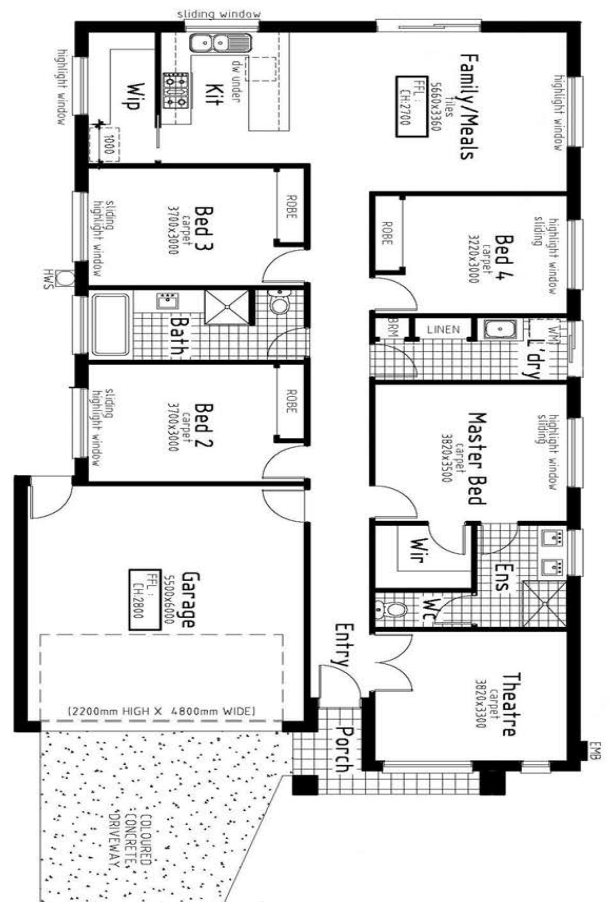 sliding window
highlight window
Wip
1000
Kit
dw under
Family/Meals
tiles
5660x3360
FFL :
CH:2700
highlight window
Bed 3
carpet
3700x3000
ROBE
sliding
highlight window
HWS
ROBE
Bed 4
carpet
3220x3000
highlight window
sliding
Bath
BRM
LINEN
WM
L'dry
Bed 2
carpet
3700x3000
ROBE
sliding
highlight window
Master Bed
carpet
3820x3500
highlight window
sliding
Wir
Ens
Wc
Garage
5500x6000
FFL :
CH:2800
(2200mm HIGH X 4800mm WIDE)
Entry
Porch
Theatre
carpet
3820x3300
EMB
COLOURED
CONCRETE
DRIVEWAY